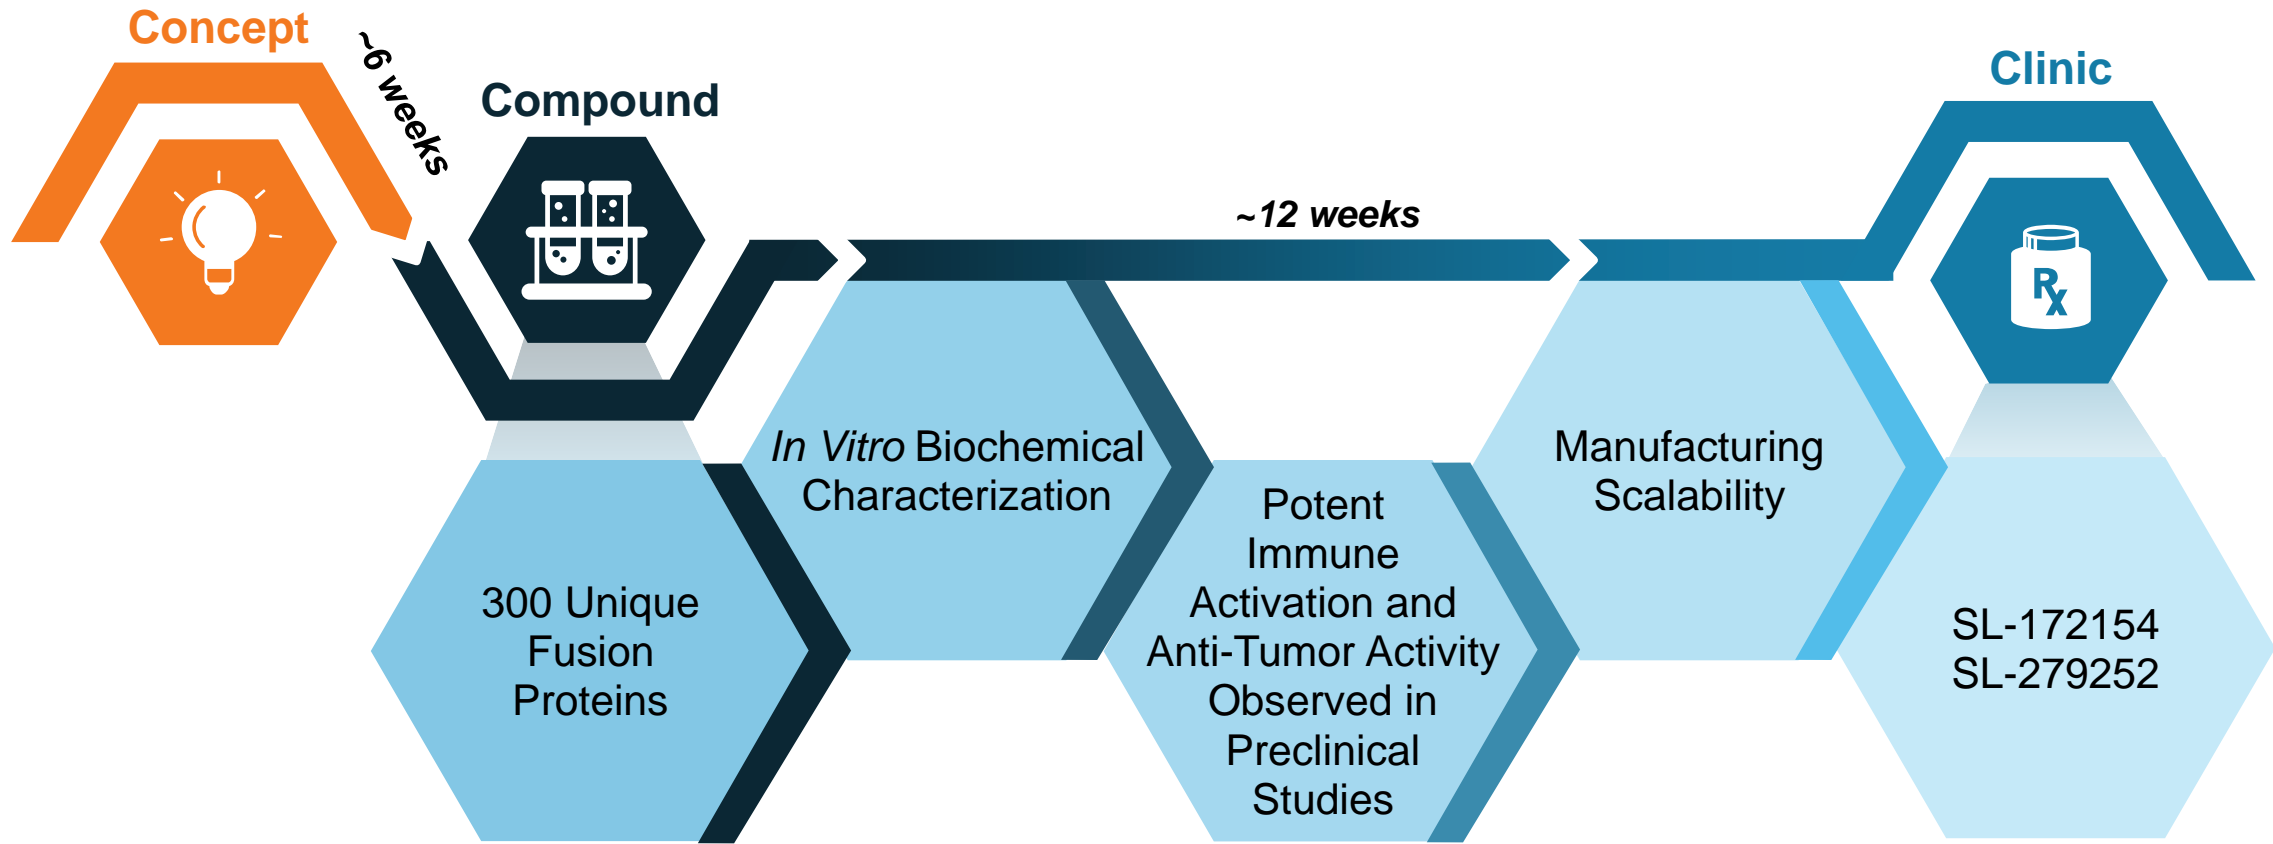 Concept
~6 weeks
Compound
~12 weeks
Clinic
Rx
300 Unique
Fusion
Proteins
In Vitro Biochemical
Characterization
Potent
Immune
Activation and
Anti-Tumor Activity
Observed in
Preclinical
Studies
Manufacturing
Scalability
SL-172154
SL-279252